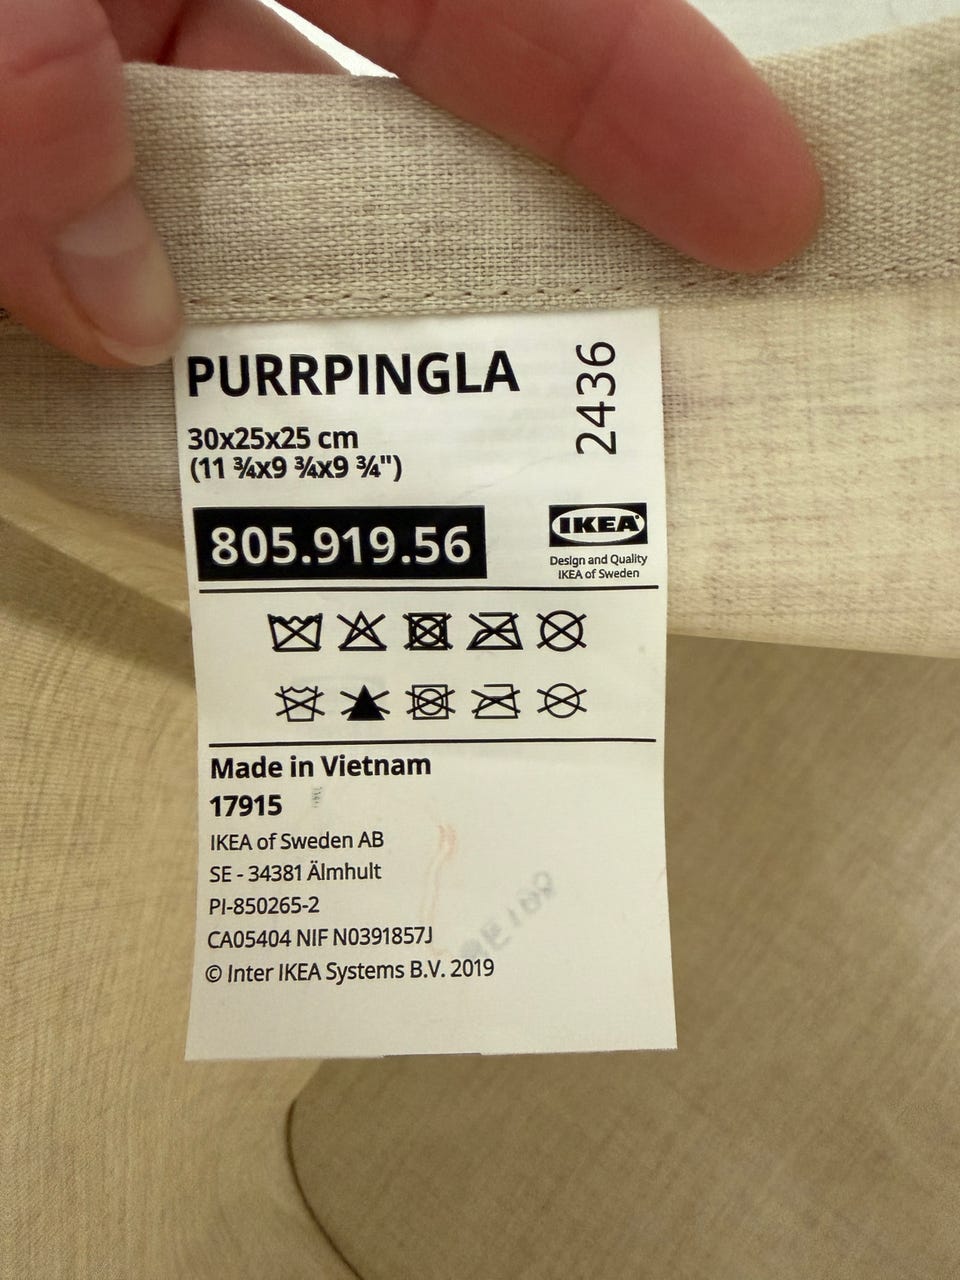 PURRPINGLA
2436
30x25x25 cm
(11 ¾x9 ¾x9 ¾")
805.919.56
IKEA
Design and Quality
IKEA of Sweden
Made in Vietnam
17915
IKEA of Sweden AB
SE - 34381 Älmhult
PI-850265-2
CA05404 NIF N0391857J
© Inter IKEA Systems B.V. 2019